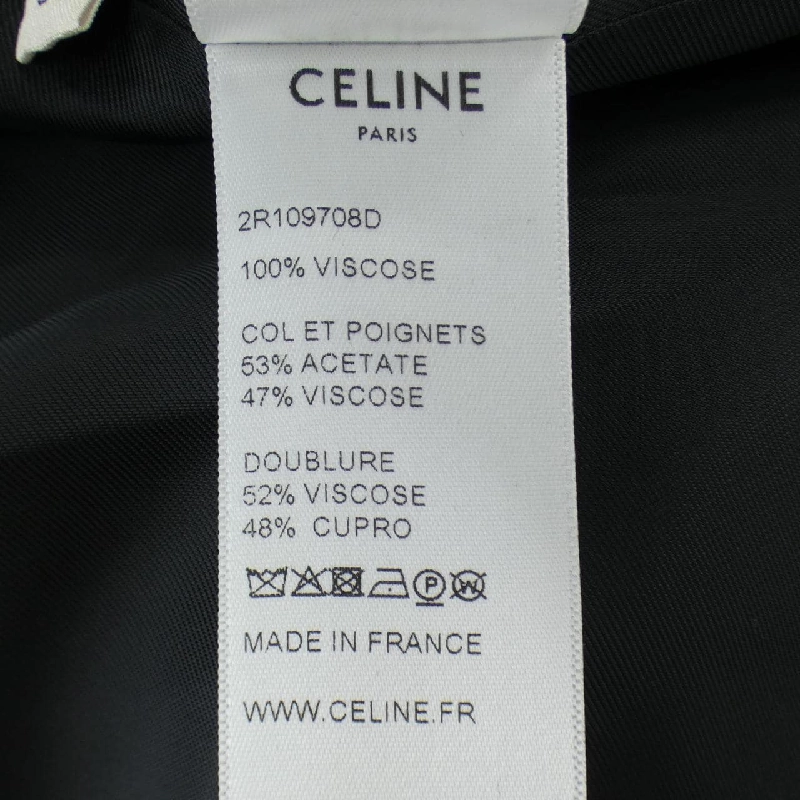 CELINE
PARIS
2R109708D
100% VISCOSE
COL ET POIGNETS
53% ACETATE
47% VISCOSE
DOUBLURE
52% VISCOSE
48% CUPRO
P W
MADE IN FRANCE
WWW.CELINE.FR